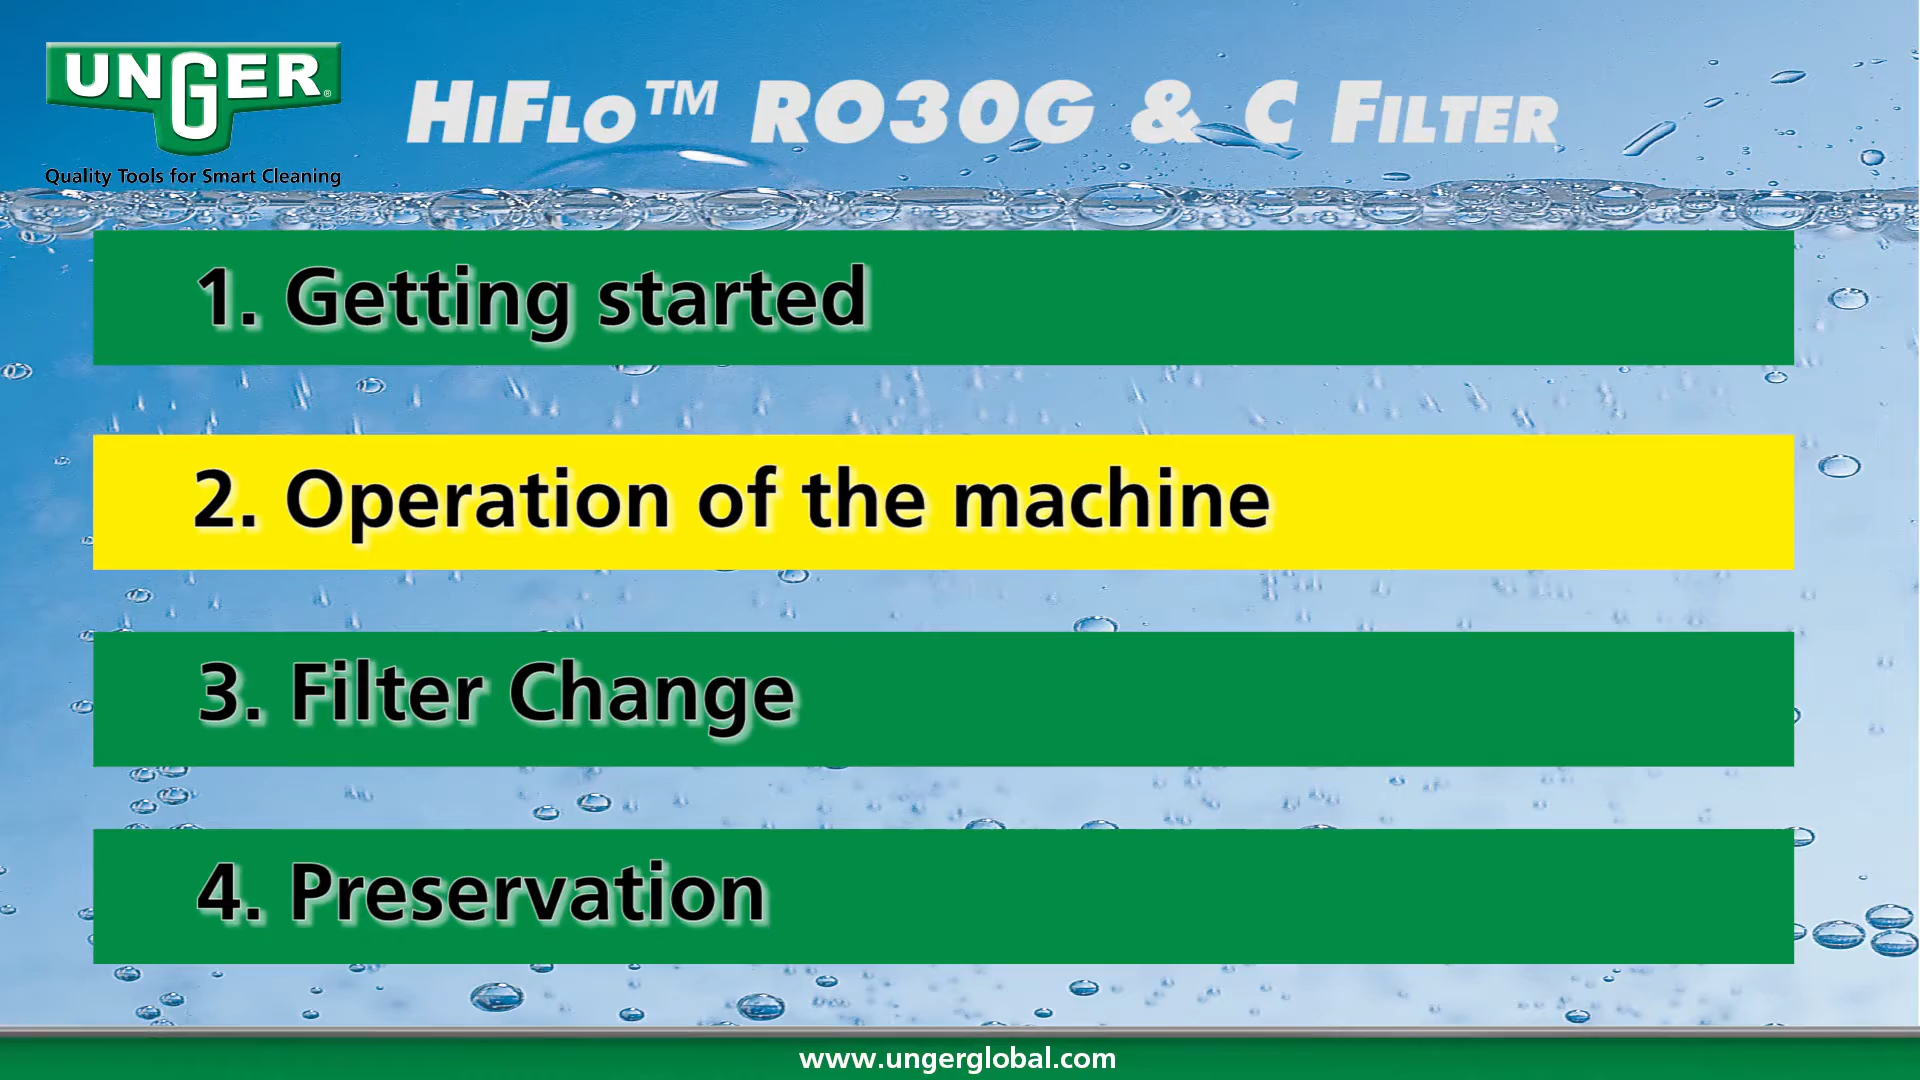 UNGER®
Quality Tools for Smart Cleaning
HiFlo™ RO30G & C Filter
1. Getting started
2. Operation of the machine
3. Filter Change
4. Preservation
www.ungerglobal.com